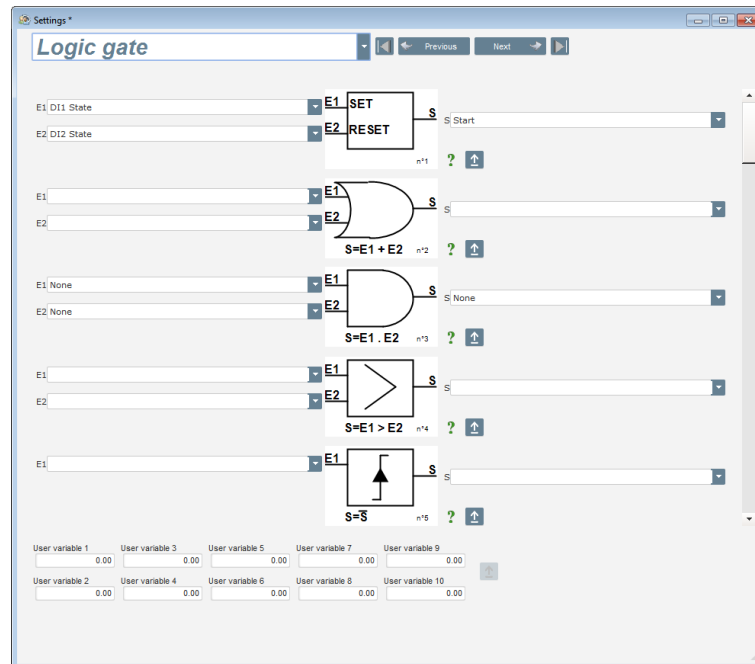 Settings *
Logic gate
Previous
Next
E1 DI1 State
E1 SET
S
S Start
E2 DI2 State
E2 RESET
n°1
?
E1
E1
S
S
E2
E2
S=E1 + E2 n°2
?
E1 None
E1
S
S None
E2 None
E2
S=E1 . E2 n°3
?
E1
E1
S
S
E2
E2
S=E1 > E2 n°4
?
E1
E1
S
S
S=S̅ n°5
?
User variable 1 User variable 3 User variable 5 User variable 7 User variable 9
0.00 0.00 0.00 0.00 0.00
User variable 2 User variable 4 User variable 6 User variable 8 User variable 10
0.00 0.00 0.00 0.00 0.00